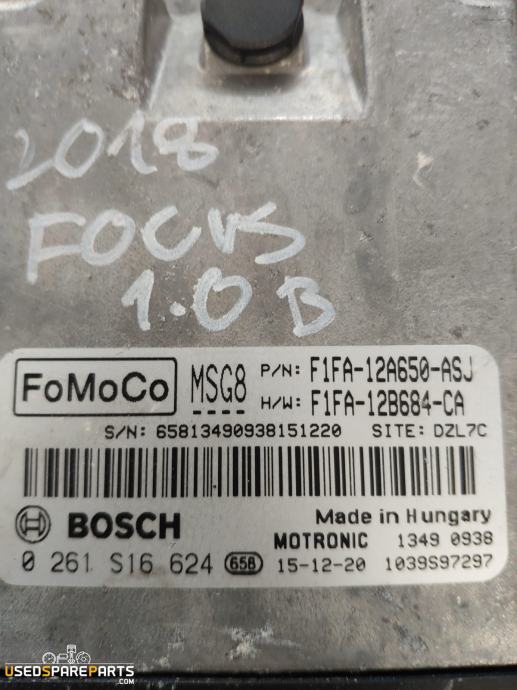 2018
FOCUS
1.0 B
FoMoCo MSG8 P/N: F1FA-12A650-ASJ
H/W: F1FA-12B684-CA
S/N: 65813490938151220 SITE: DZL7C
BOSCH Made in Hungary
MOTRONIC 1349 0938
0 261 S16 624 658 15-12-20 1039S97297
USEDSPAREPARTS.COM